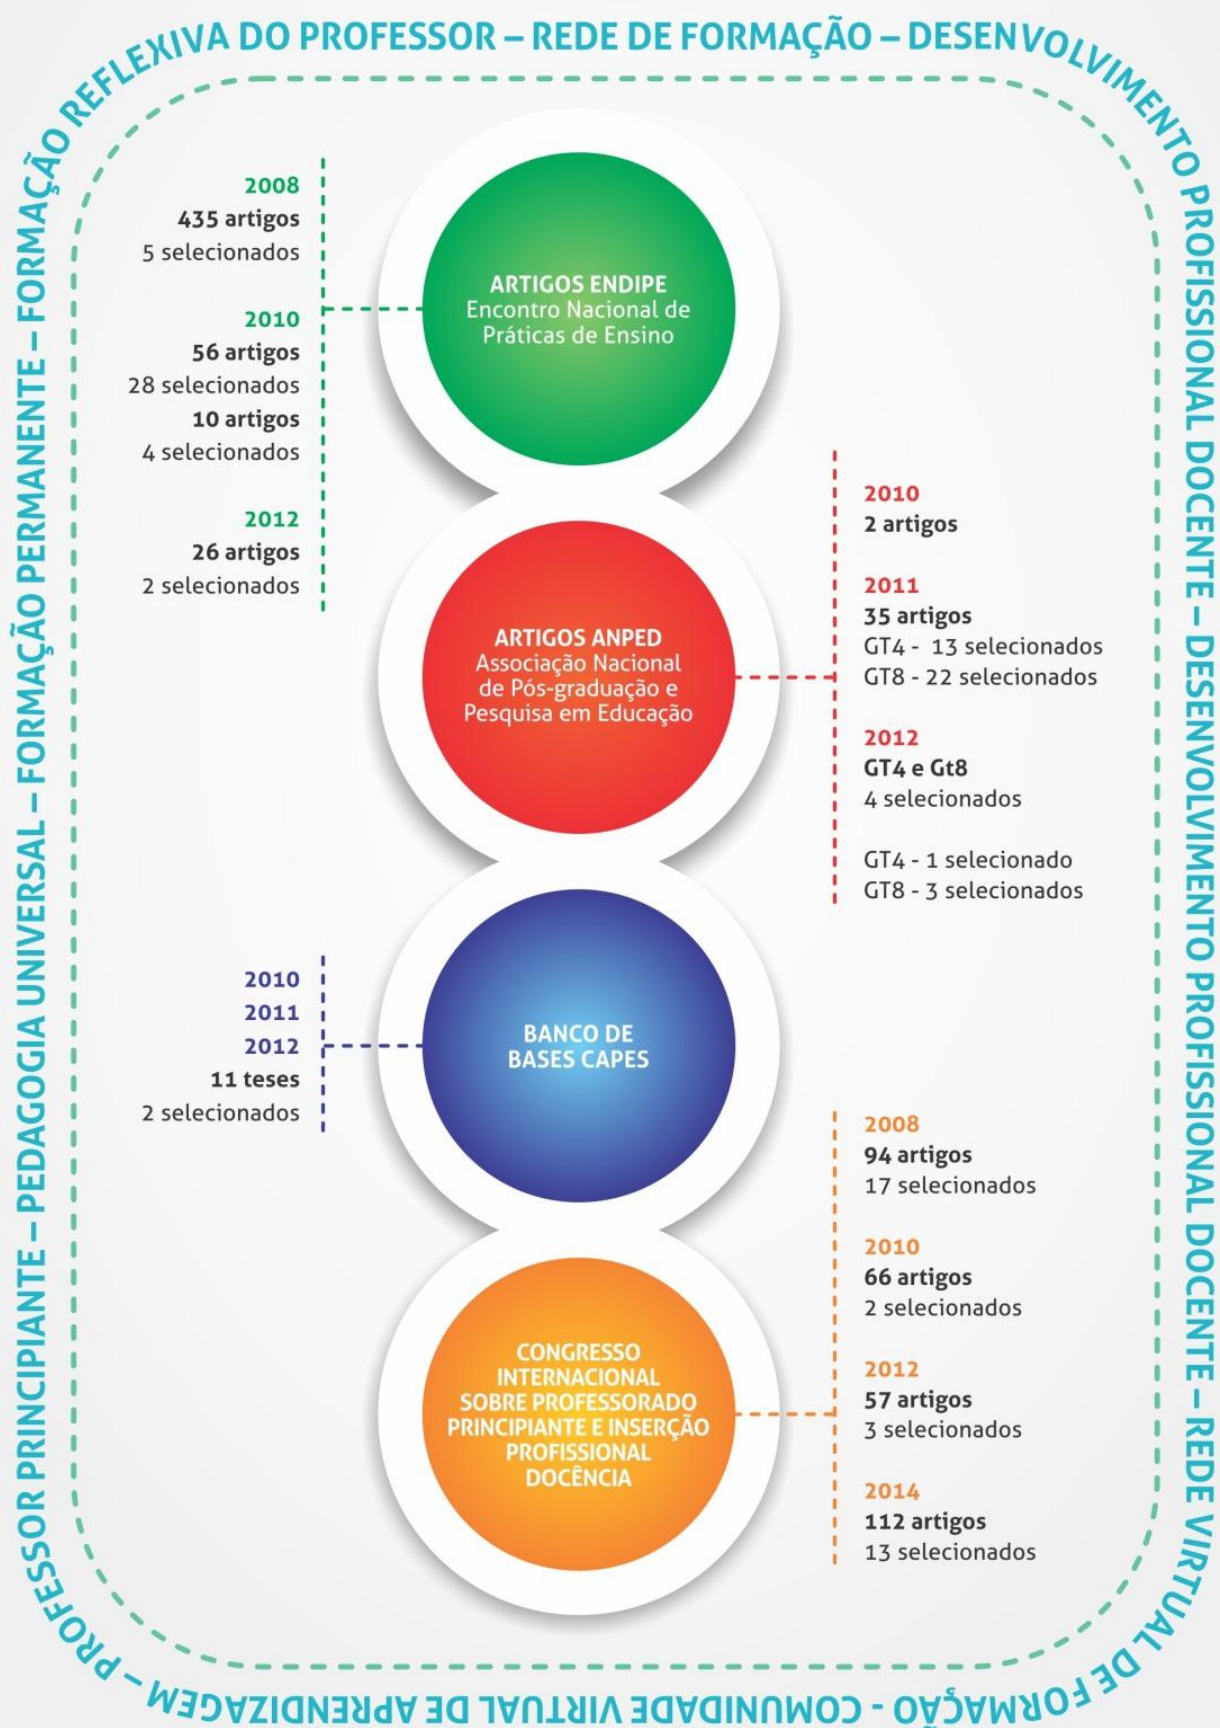 PROFESSOR PRINCIPIANTE – PEDAGOGIA UNIVERSAL – FORMAÇÃO PERMANENTE – FORMAÇÃO REFLEXIVA DO PROFESSOR – REDE DE FORMAÇÃO – DESENVOLVIMENTO PROFISSIONAL DOCENTE – DESENVOLVIMENTO PROFISSIONAL DOCENTE – REDE VIRTUAL DE FORMAÇÃO - COMUNIDADE VIRTUAL DE APRENDIZAGEM –
2008
435 artigos
5 selecionados
2010
56 artigos
28 selecionados
10 artigos
4 selecionados
2012
26 artigos
2 selecionados
ARTIGOS ENDIPE
Encontro Nacional de
Práticas de Ensino
ARTIGOS ANPED
Associação Nacional
de Pós-graduação e
Pesquisa em Educação
2010
2 artigos
2011
35 artigos
GT4 - 13 selecionados
GT8 - 22 selecionados
2012
GT4 e Gt8
4 selecionados
GT4 - 1 selecionado
GT8 - 3 selecionados
2010
2011
2012
11 teses
2 selecionados
BANCO DE
BASES CAPES
CONGRESSO
INTERNACIONAL
SOBRE PROFESSORADO
PRINCIPIANTE E INSERÇÃO
PROFISSIONAL
DOCÊNCIA
2008
94 artigos
17 selecionados
2010
66 artigos
2 selecionados
2012
57 artigos
3 selecionados
2014
112 artigos
13 selecionados